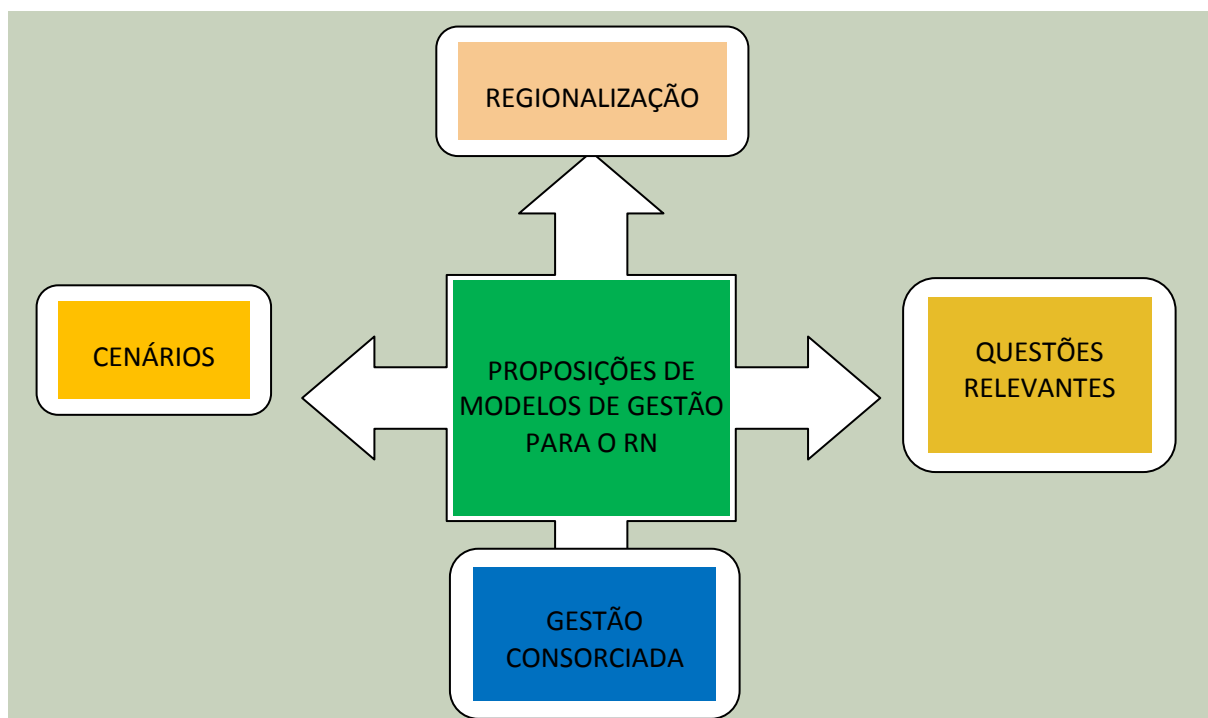 REGIONALIZAÇÃO
CENÁRIOS
PROPOSIÇÕES DE
MODELOS DE GESTÃO
PARA O RN
QUESTÕES
RELEVANTES
GESTÃO
CONSORCIADA